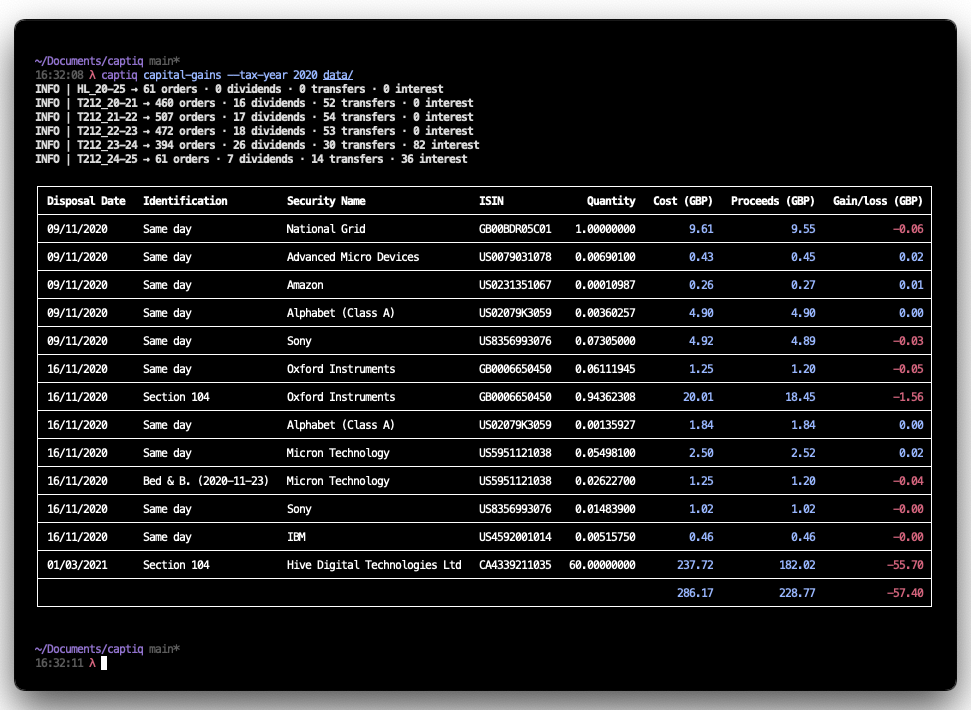 ~/Documents/captiq main*
16:32:08 λ captiq capital-gains --tax-year 2020 data/
INFO | HL_20-25 → 61 orders · 0 dividends · 0 transfers · 0 interest
INFO | T212_20-21 → 460 orders · 16 dividends · 52 transfers · 0 interest
INFO | T212_21-22 → 507 orders · 17 dividends · 54 transfers · 0 interest
INFO | T212_22-23 → 472 orders · 18 dividends · 53 transfers · 0 interest
INFO | T212_23-24 → 394 orders · 26 dividends · 30 transfers · 82 interest
INFO | T212_24-25 → 61 orders · 7 dividends · 14 transfers · 36 interest
Disposal Date Identification Security Name ISIN Quantity Cost (GBP) Proceeds (GBP) Gain/loss (GBP)
09/11/2020 Same day National Grid GB00BDR05C01 1.00000000 9.61 9.55 -0.06
09/11/2020 Same day Advanced Micro Devices US0079031078 0.00690100 0.43 0.45 0.02
09/11/2020 Same day Amazon US0231351067 0.00010987 0.26 0.27 0.01
09/11/2020 Same day Alphabet (Class A) US02079K3059 0.00360257 4.90 4.90 0.00
09/11/2020 Same day Sony US8356993076 0.07305000 4.92 4.89 -0.03
16/11/2020 Same day Oxford Instruments GB0006650450 0.06111945 1.25 1.20 -0.05
16/11/2020 Section 104 Oxford Instruments GB0006650450 0.94362308 20.01 18.45 -1.56
16/11/2020 Same day Alphabet (Class A) US02079K3059 0.00135927 1.84 1.84 0.00
16/11/2020 Same day Micron Technology US5951121038 0.05498100 2.50 2.52 0.02
16/11/2020 Bed & B. (2020-11-23) Micron Technology US5951121038 0.02622700 1.25 1.20 -0.04
16/11/2020 Same day Sony US8356993076 0.01483900 1.02 1.02 -0.00
16/11/2020 Same day IBM US4592001014 0.00515750 0.46 0.46 -0.00
01/03/2021 Section 104 Hive Digital Technologies Ltd CA4339211035 60.00000000 237.72 182.02 -55.70
286.17 228.77 -57.40
~/Documents/captiq main*
16:32:11 λ